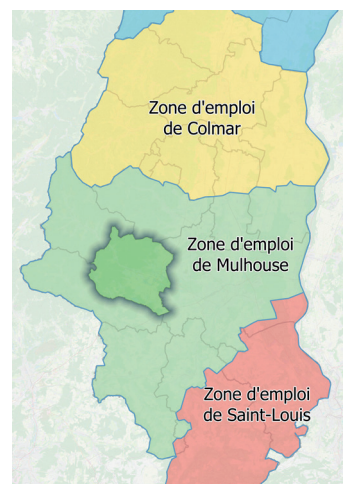 Zone d'emploi
de Colmar
Zone d'emploi
de Mulhouse
Zone d'emploi
de Saint-Louis